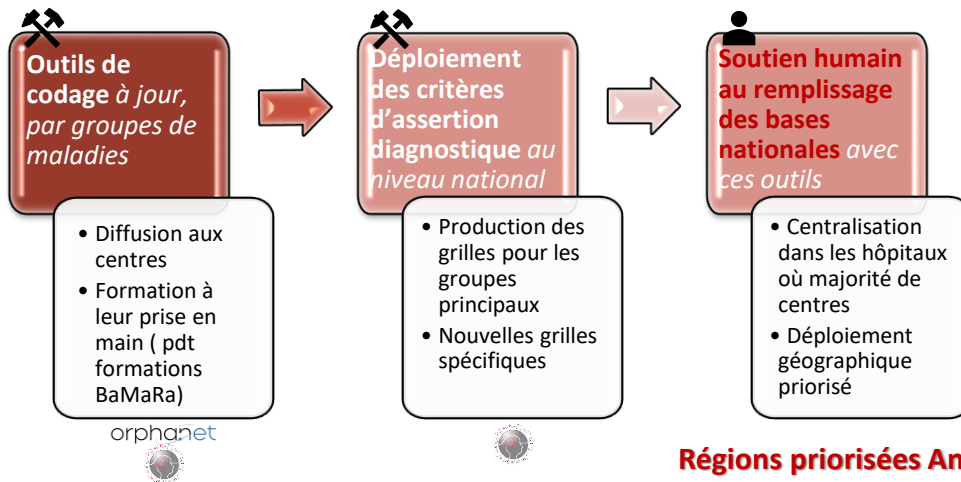 Outils de
codage à jour,
par groupes de
maladies
• Diffusion aux
centres
• Formation à
leur prise en
main ( pdt
formations
BaMaRa)
orphanet
Déploiement
des critères
d'assertion
diagnostique au
niveau national
• Production des
grilles pour les
groupes
principaux
• Nouvelles grilles
spécifiques
Soutien humain
au remplissage
des bases
nationales avec
ces outils
• Centralisation
dans les hôpitaux
où majorité de
centres
• Déploiement
géographique
priorisé
Régions priorisées An